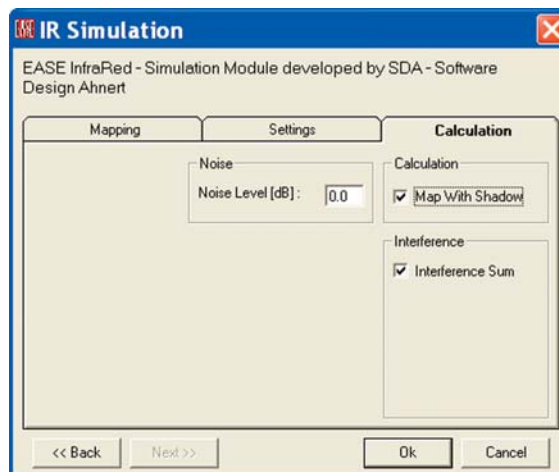 EASE IR Simulation
EASE InfraRed - Simulation Module developed by SDA - Software
Design Ahnert
Mapping
Settings
Calculation
Noise
Noise Level [dB] :
0.0
Calculation
Map With Shadow
Interference
Interference Sum
<< Back
Next >>
Ok
Cancel